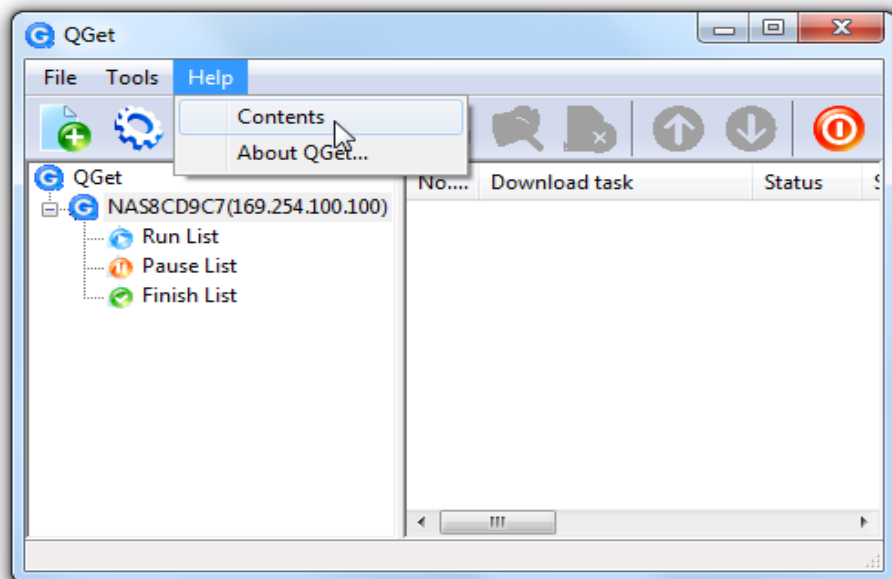 QGet
File Tools Help
Contents
About QGet...
QGet
NAS8CD9C7(169.254.100.100)
Run List
Pause List
Finish List
No.... Download task Status